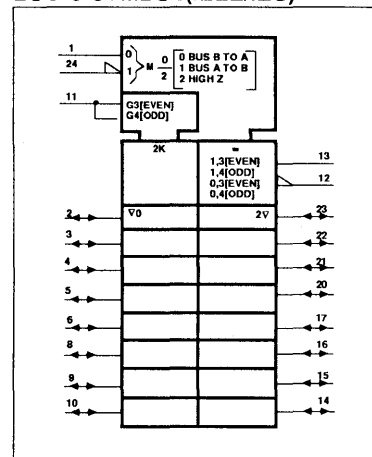 1
24
11
0
1
M
0
2
0 BUS B TO A
1 BUS A TO B
2 HIGH Z
G3[EVEN]
G4[ODD]
2K
=
1,3[EVEN]
1,4[ODD]
0,3[EVEN]
0,4[ODD]
13
12
2
∇0
2∇
23
3
22
4
21
5
20
6
17
8
16
9
15
10
14